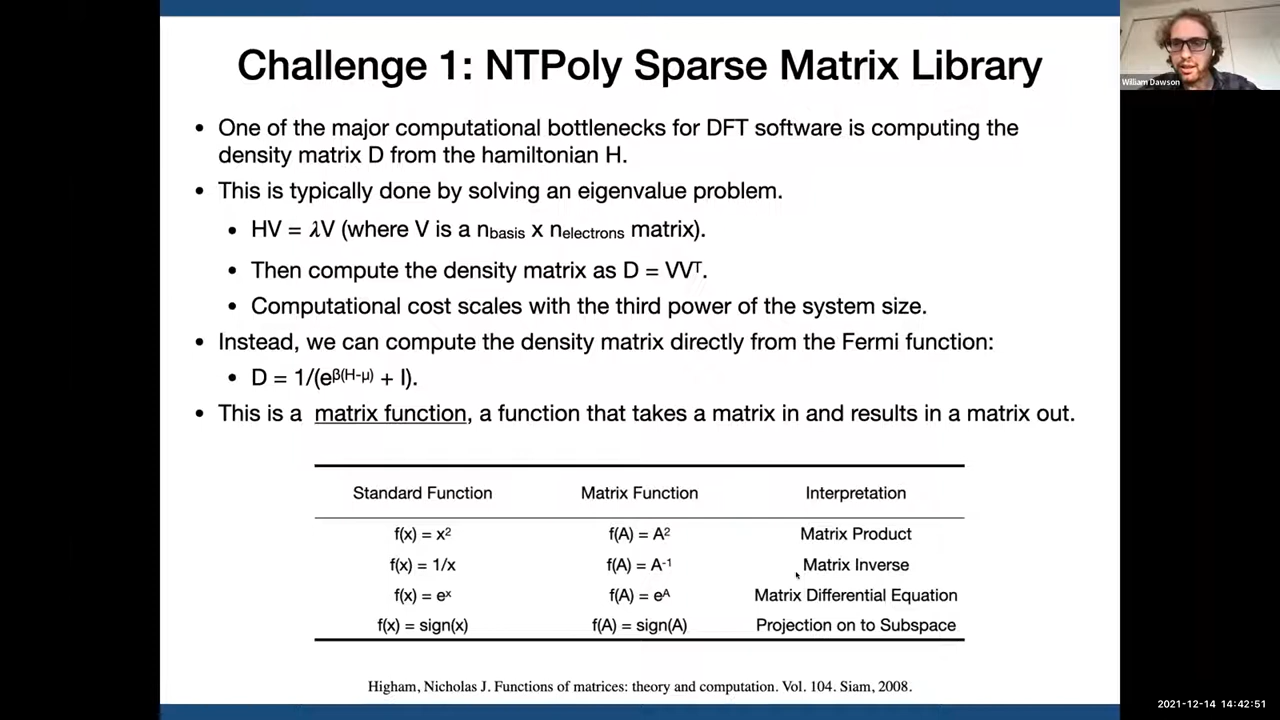 Challenge 1: NTPoly Sparse Matrix Library
William Dawson
• One of the major computational bottlenecks for DFT software is computing the
density matrix D from the hamiltonian H.
• This is typically done by solving an eigenvalue problem.
• HV = λV (where V is a n_basis x n_electrons matrix).
• Then compute the density matrix as D = VVᵀ.
• Computational cost scales with the third power of the system size.
• Instead, we can compute the density matrix directly from the Fermi function:
• D = 1/(e^β(H-μ) + I).
• This is a matrix function, a function that takes a matrix in and results in a matrix out.
Standard Function Matrix Function Interpretation
f(x) = x² f(A) = A² Matrix Product
f(x) = 1/x f(A) = A⁻¹ Matrix Inverse
f(x) = eˣ f(A) = eᴬ Matrix Differential Equation
f(x) = sign(x) f(A) = sign(A) Projection on to Subspace
Higham, Nicholas J. Functions of matrices: theory and computation. Vol. 104. Siam, 2008.
2021-12-14 14:42:51